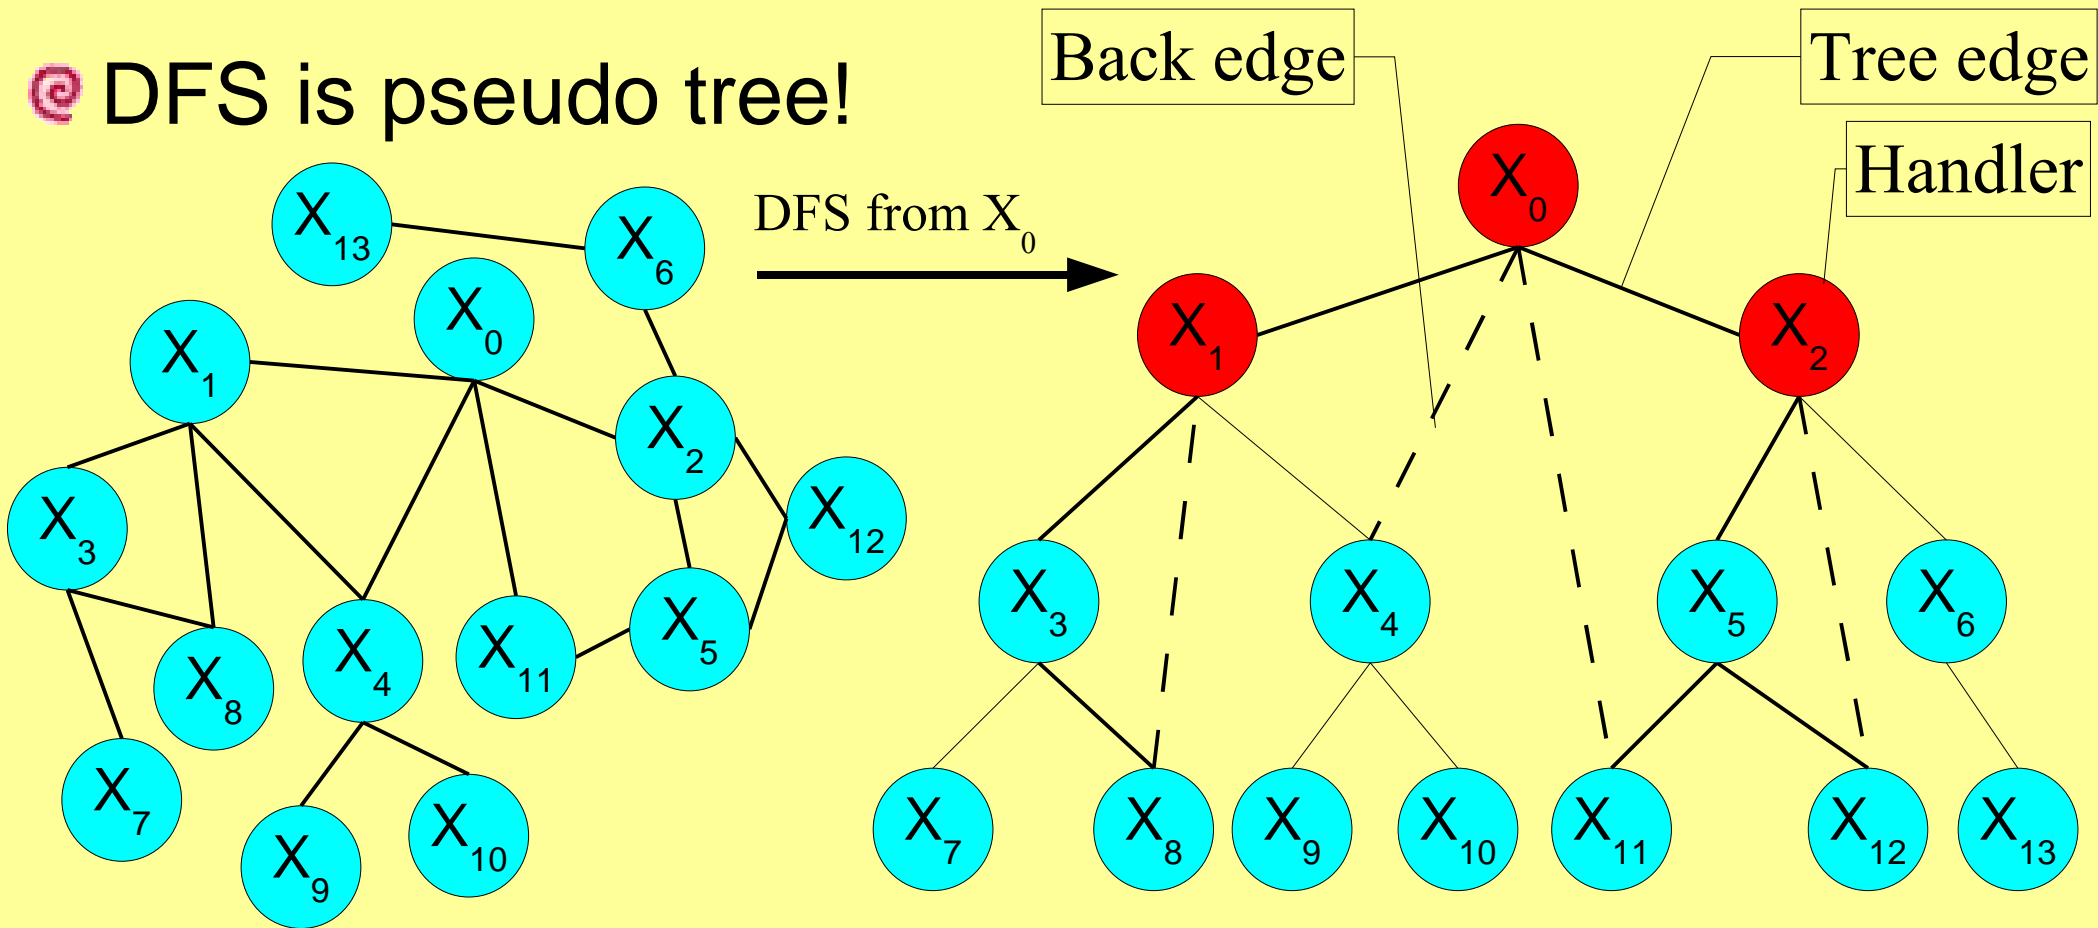 DFS is pseudo tree!
Back edge
Tree edge
Handler
DFS from X0
X13
X6
X0
X1
X2
X12
X3
X5
X4
X11
X8
X7
X10
X9
X0
X1
X2
X3
X4
X5
X6
X7
X8
X9
X10
X11
X12
X13